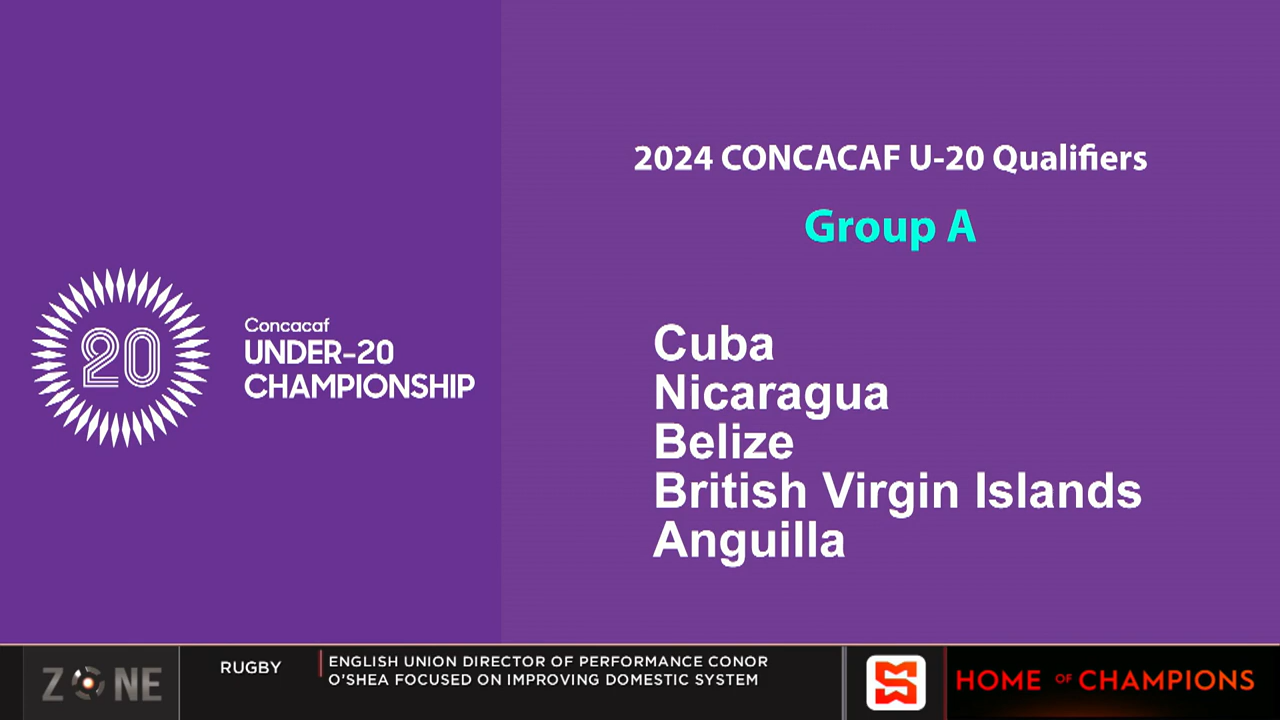 2024 CONCACAF U-20 Qualifiers
Group A
20
Concacaf
UNDER-20
CHAMPIONSHIP
Cuba
Nicaragua
Belize
British Virgin Islands
Anguilla
ZONE
RUGBY
ENGLISH UNION DIRECTOR OF PERFORMANCE CONOR
O'SHEA FOCUSED ON IMPROVING DOMESTIC SYSTEM
SM
HOME OF CHAMPIONS